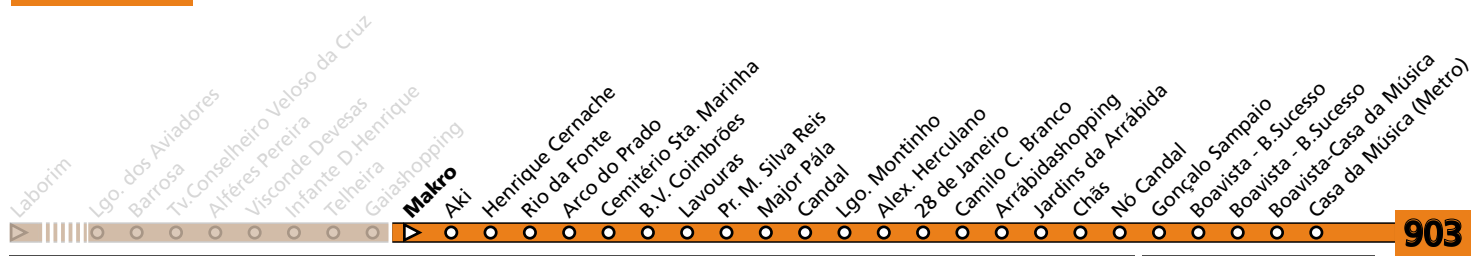 Laborim
Lgo. dos Aviadores
Barrosa
Tv.Conselheiro Veloso da Cruz
Alféres Pereira
Visconde Devesas
Infante D.Henrique
Telheira
Gaiashopping
Makro
Aki
Henrique Cernache
Rio da Fonte
Arco do Prado
Cemitério Sta. Marinha
B.V. Coimbrões
Lavouras
Pr. M. Silva Reis
Major Pála
Candal
Lgo. Montinho
Alex. Herculano
28 de Janeiro
Camilo C. Branco
Arrábidashopping
Jardins da Arrábida
Chãs
Nó Candal
Gonçalo Sampaio
Boavista - B.Sucesso
Boavista - B.Sucesso
Boavista-Casa da Música
Casa da Música (Metro)
903